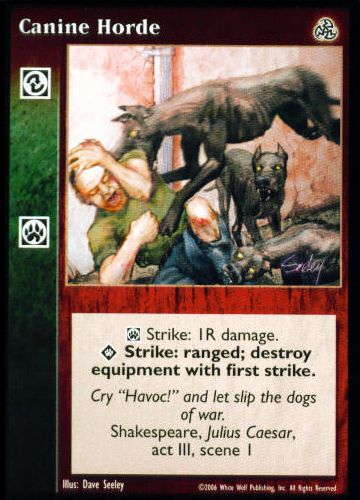 Canine Horde
Seeley
Strike: 1R damage.
Strike: ranged; destroy
equipment with first strike.
Cry “Havoc!” and let slip the dogs
of war.
Shakespeare, Julius Caesar,
act III, scene 1
Illus: Dave Seeley
©2006 White Wolf Publishing, Inc. All Rights Reserved.